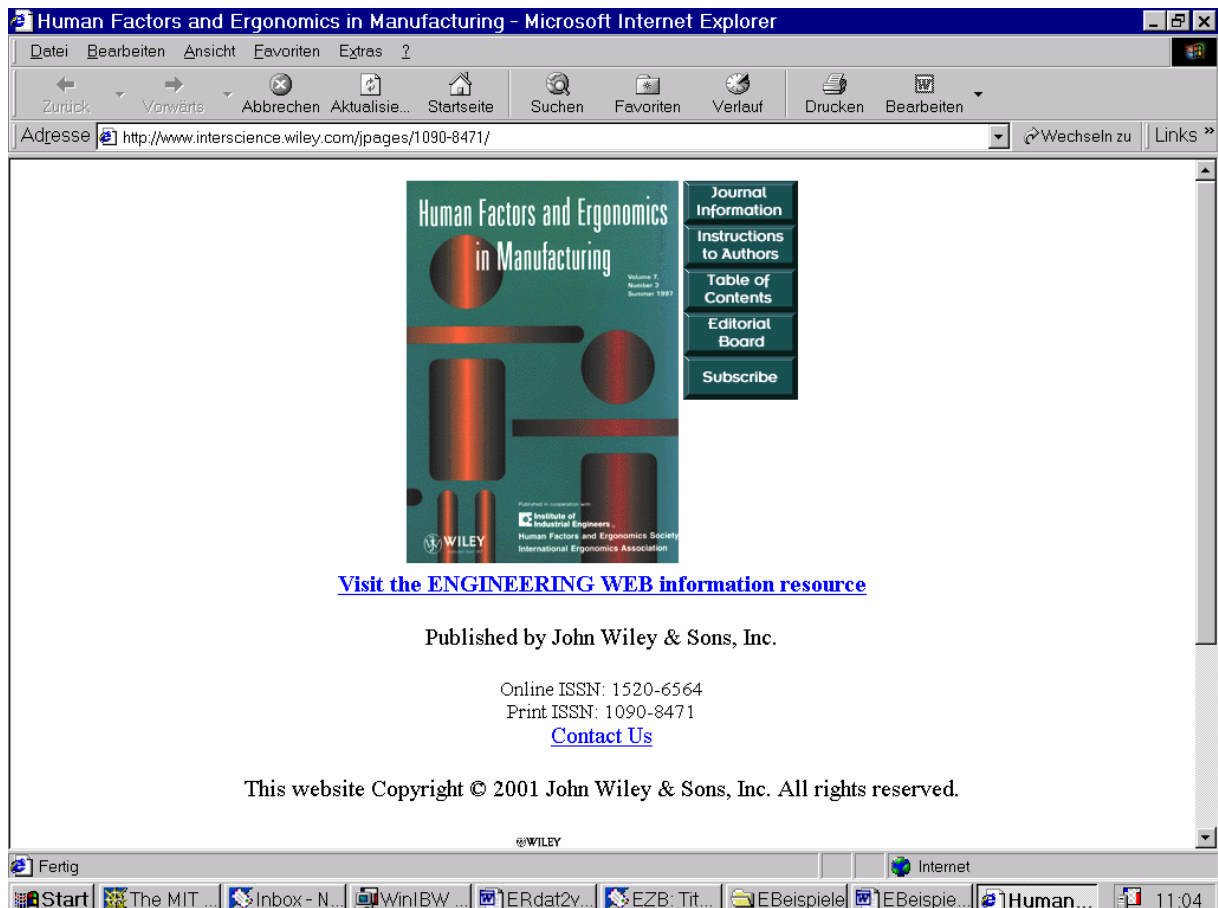 Human Factors and Ergonomics in Manufacturing - Microsoft Internet Explorer
Datei Bearbeiten Ansicht Favoriten Extras ?
Zurück Vorwärts Abbrechen Aktualisie... Startseite Suchen Favoriten Verlauf Drucken Bearbeiten
Adresse http://www.interscience.wiley.com/jpages/1090-8471/ Wechseln zu Links »
Human Factors and Ergonomics
in Manufacturing
Volume 7,
Number 3
Summer 1997
Published in cooperation with:
Institute of
Industrial Engineers
Human Factors and Ergonomics Society
International Ergonomics Association
WILEY
Journal
Information
Instructions
to Authors
Table of
Contents
Editorial
Board
Subscribe
Visit the ENGINEERING WEB information resource
Published by John Wiley & Sons, Inc.
Online ISSN: 1520-6564
Print ISSN: 1090-8471
Contact Us
This website Copyright © 2001 John Wiley & Sons, Inc. All rights reserved.
WILEY
Fertig Internet
Start The MIT ... Inbox - N... WinIBW ... ERdat2v... EZB: Tit... EBeispiele EBeispie... Human... 11:04